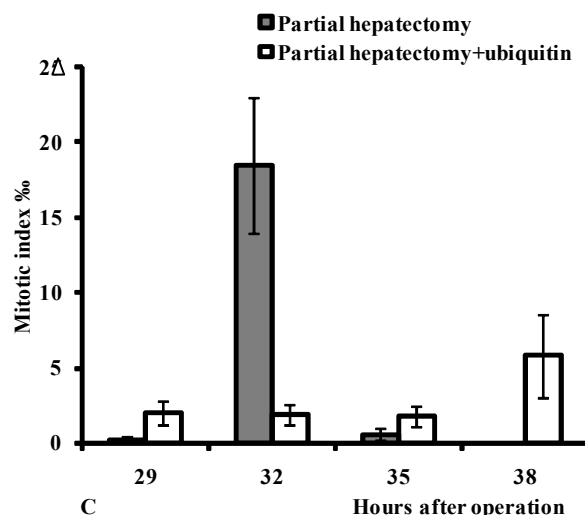 Partial hepatectomy
Partial hepatectomy+ubiquitin
Mitotic index ‰
20
15
10
5
0
29 32 35 38
C Hours after operation